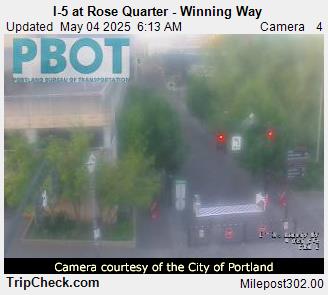 I-5 at Rose Quarter - Winning Way
Updated May 04 2025 6:13 AM Camera 4
PBOT
PORTLAND BUREAU OF TRANSPORTATION
Camera courtesy of the City of Portland
TripCheck.com Milepost302.00